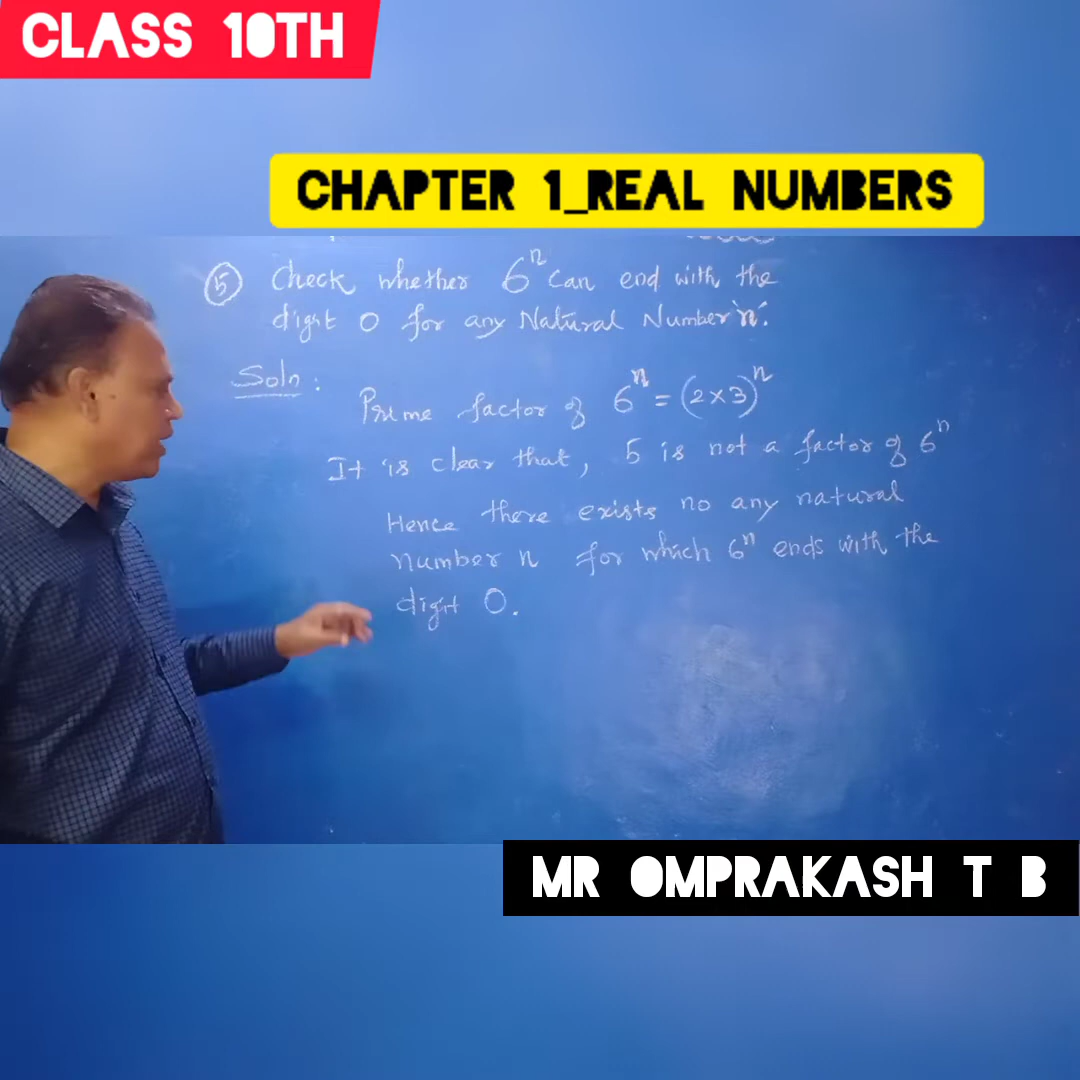 CLASS 10TH
CHAPTER 1_REAL NUMBERS
⑤ Check whether 6ⁿ can end with the
digit 0 for any Natural Number 'n'.
Soln :
Prime factor of 6ⁿ = (2×3)ⁿ
It is clear that, 5 is not a factor of 6ⁿ
Hence there exists no any natural
number n for which 6ⁿ ends with the
digit 0.
MR OMPRAKASH T B